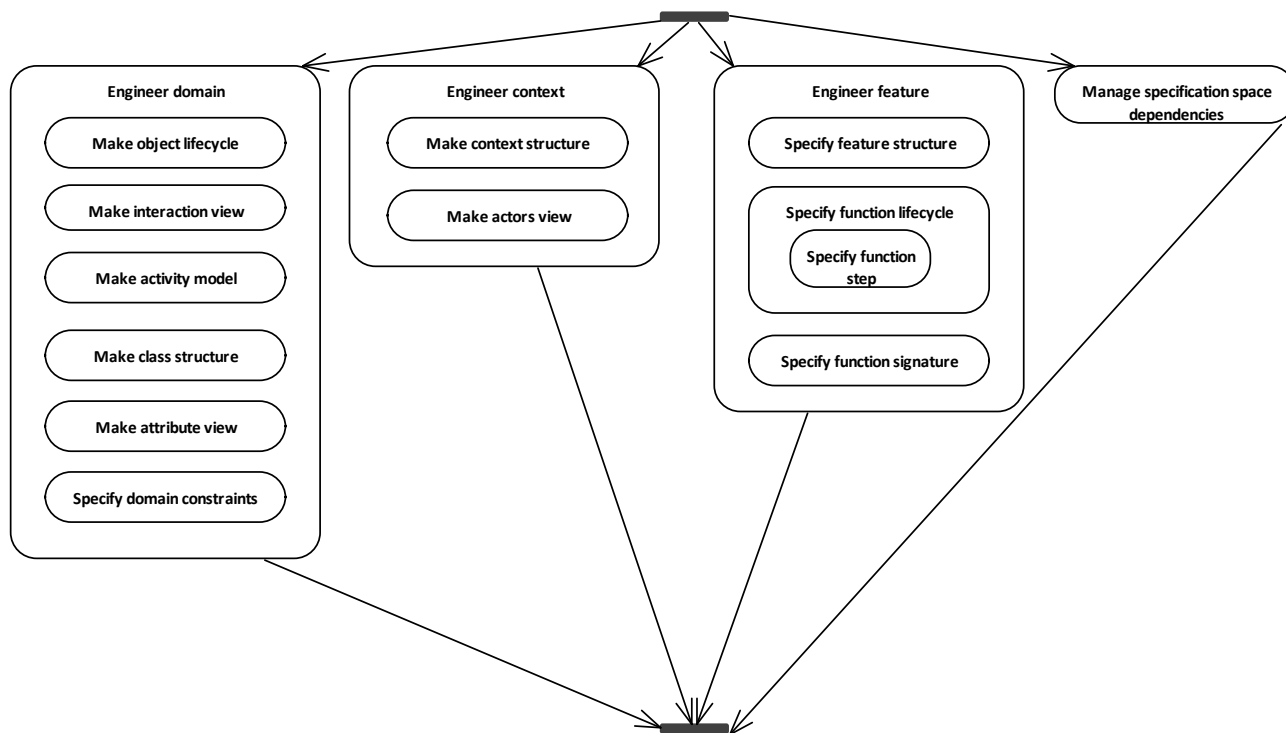 Engineer domain
Make object lifecycle
Make interaction view
Make activity model
Make class structure
Make attribute view
Specify domain constraints
Engineer context
Make context structure
Make actors view
Engineer feature
Specify feature structure
Specify function lifecycle
Specify function
step
Specify function signature
Manage specification space
dependencies